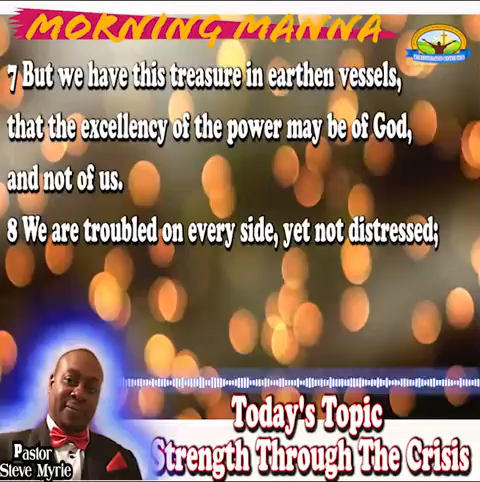 MORNING MANNA
7 But we have this treasure in earthen vessels,
that the excellency of the power may be of God,
and not of us.
8 We are troubled on every side, yet not distressed;
Today's Topic
Strength Through The Crisis
Pastor
Steve Myrie